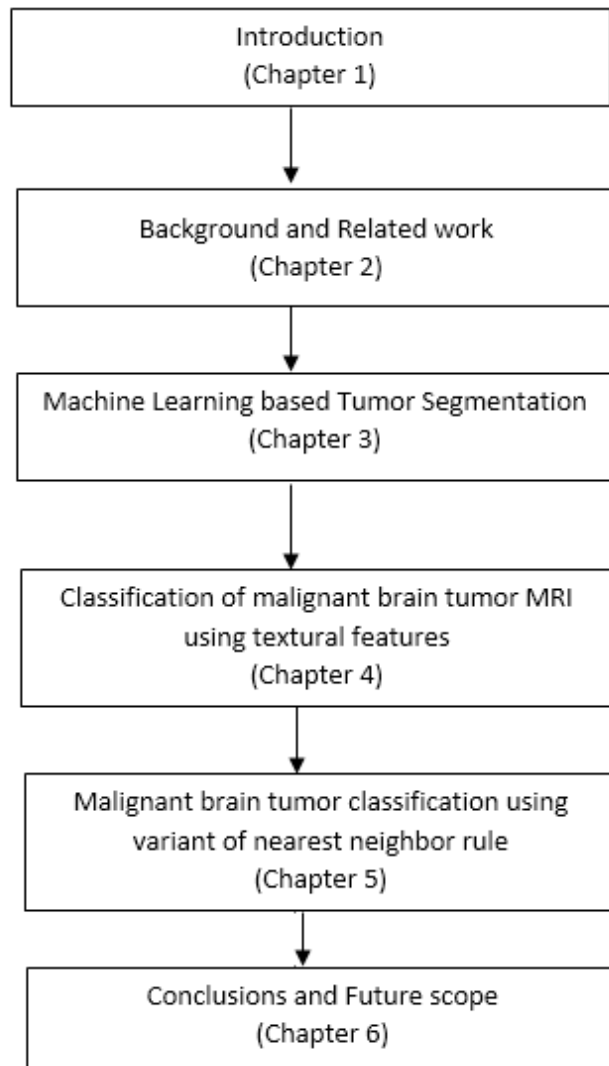 Introduction
(Chapter 1)
Background and Related work
(Chapter 2)
Machine Learning based Tumor Segmentation
(Chapter 3)
Classification of malignant brain tumor MRI
using textural features
(Chapter 4)
Malignant brain tumor classification using
variant of nearest neighbor rule
(Chapter 5)
Conclusions and Future scope
(Chapter 6)